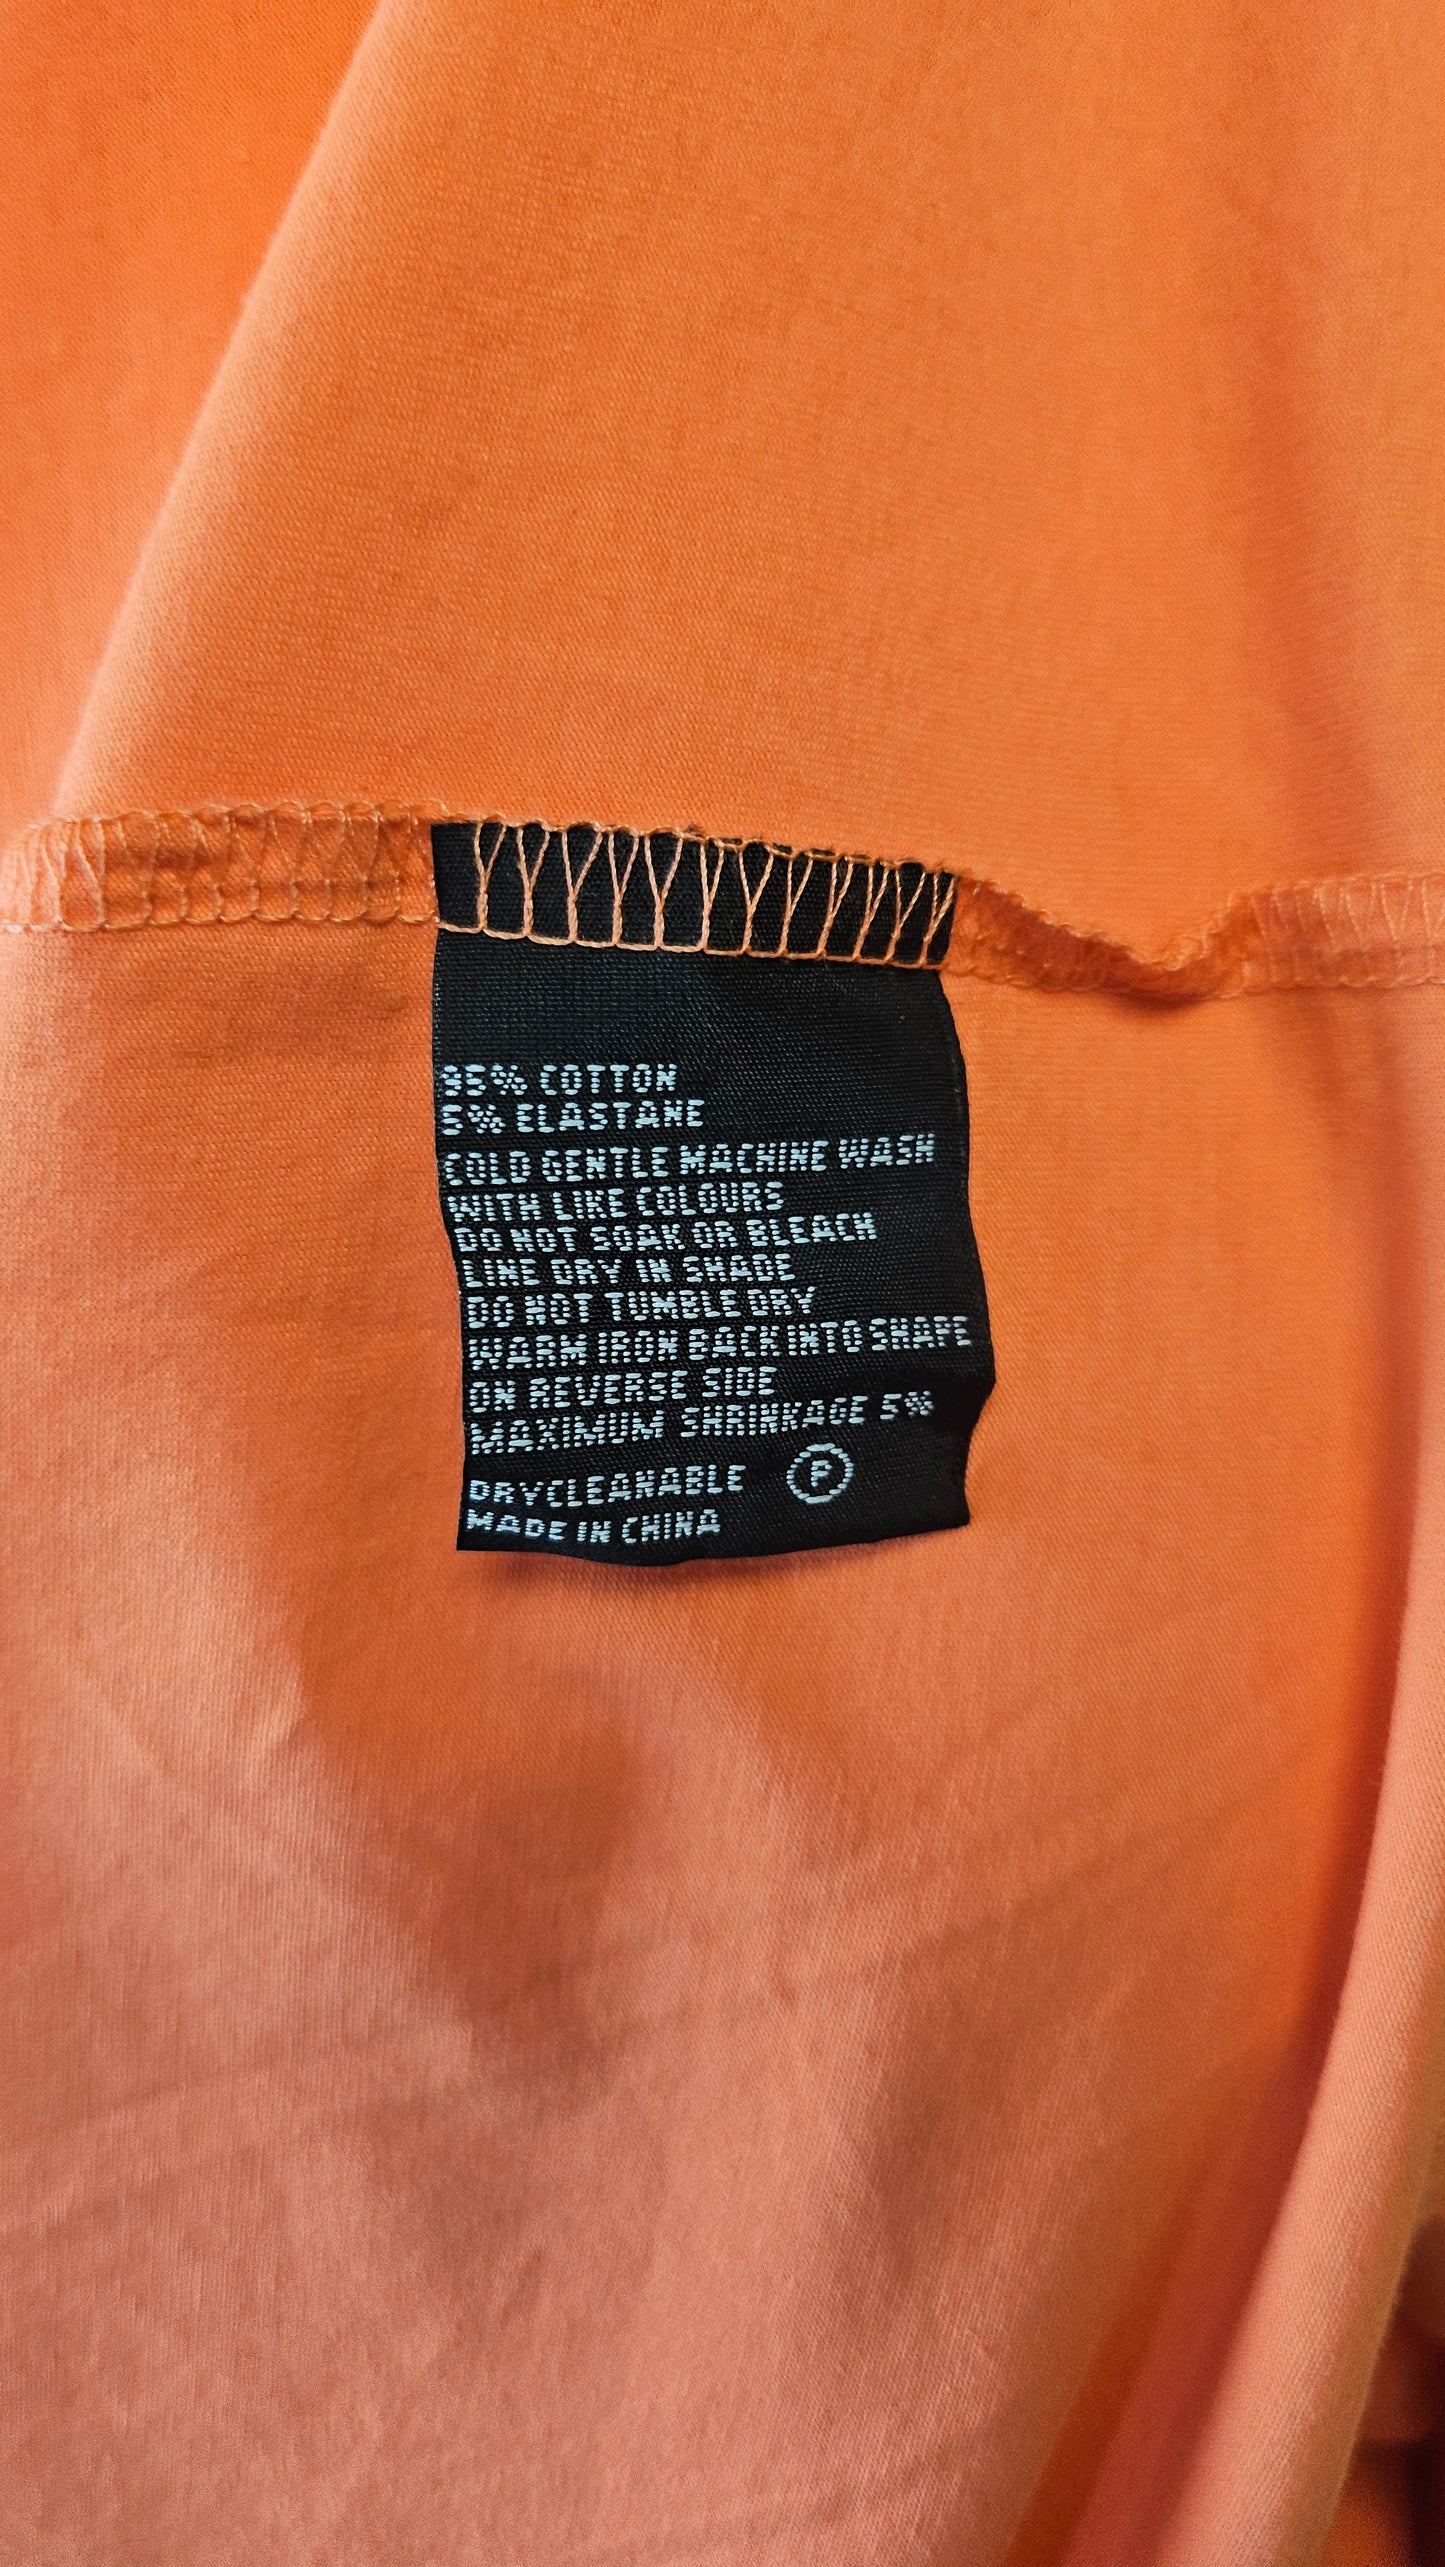 95% COTTON
5% ELASTANE
COLD GENTLE MACHINE WASH
WITH LIKE COLOURS
DO NOT SOAK OR BLEACH
LINE DRY IN SHADE
DO NOT TUMBLE DRY
WARM IRON BACK INTO SHAPE
ON REVERSE SIDE
MAXIMUM SHRINKAGE 5%
DRYCLEANABLE P
MADE IN CHINA